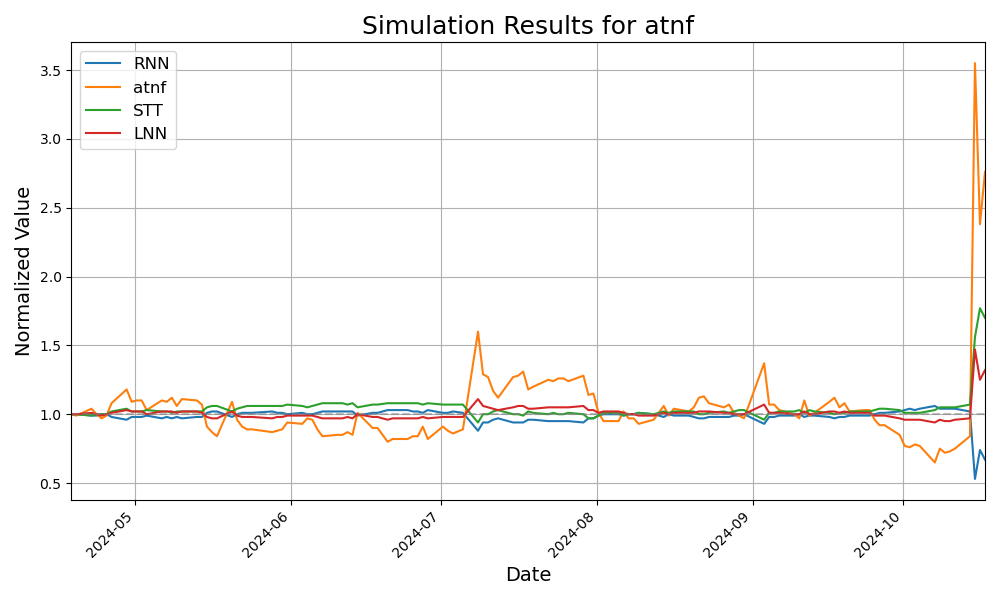 Simulation Results for atnf
RNN
atnf
STT
LNN
Normalized Value
3.5
3.0
2.5
2.0
1.5
1.0
0.5
2024-05
2024-06
2024-07
2024-08
2024-09
2024-10
Date